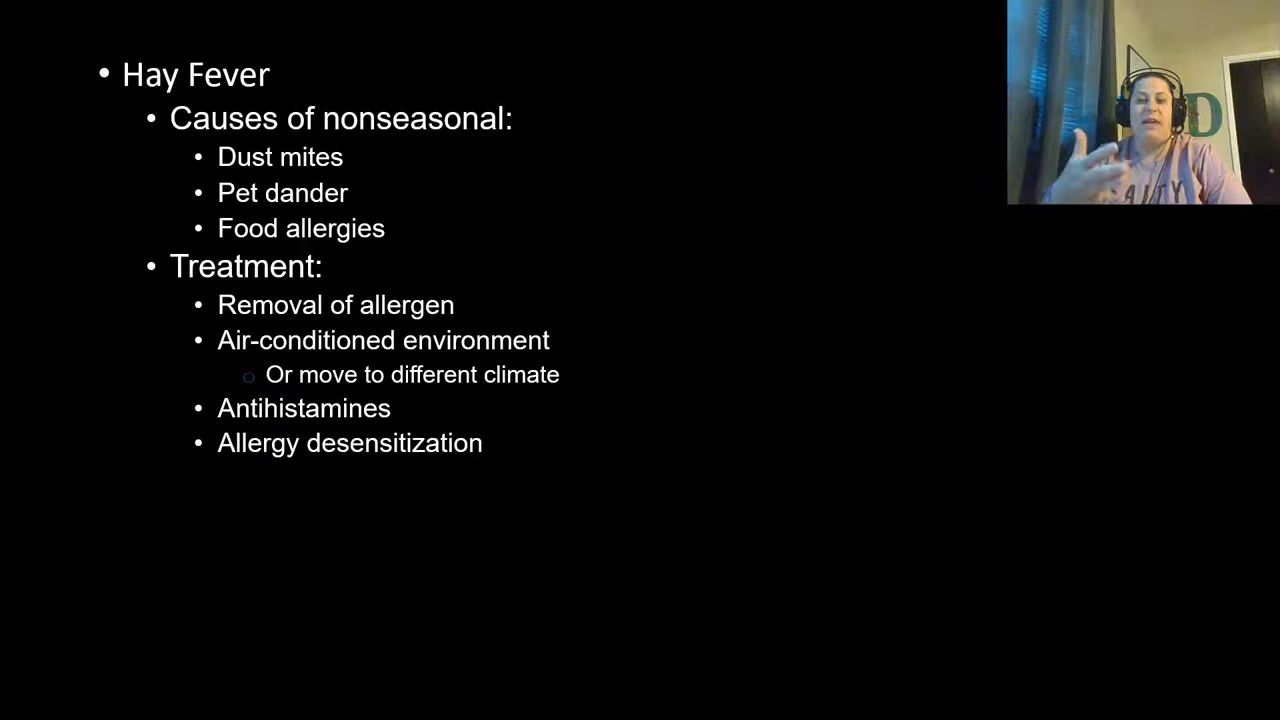 • Hay Fever
• Causes of nonseasonal:
• Dust mites
• Pet dander
• Food allergies
• Treatment:
• Removal of allergen
• Air-conditioned environment
o Or move to different climate
• Antihistamines
• Allergy desensitization
D
ALTY